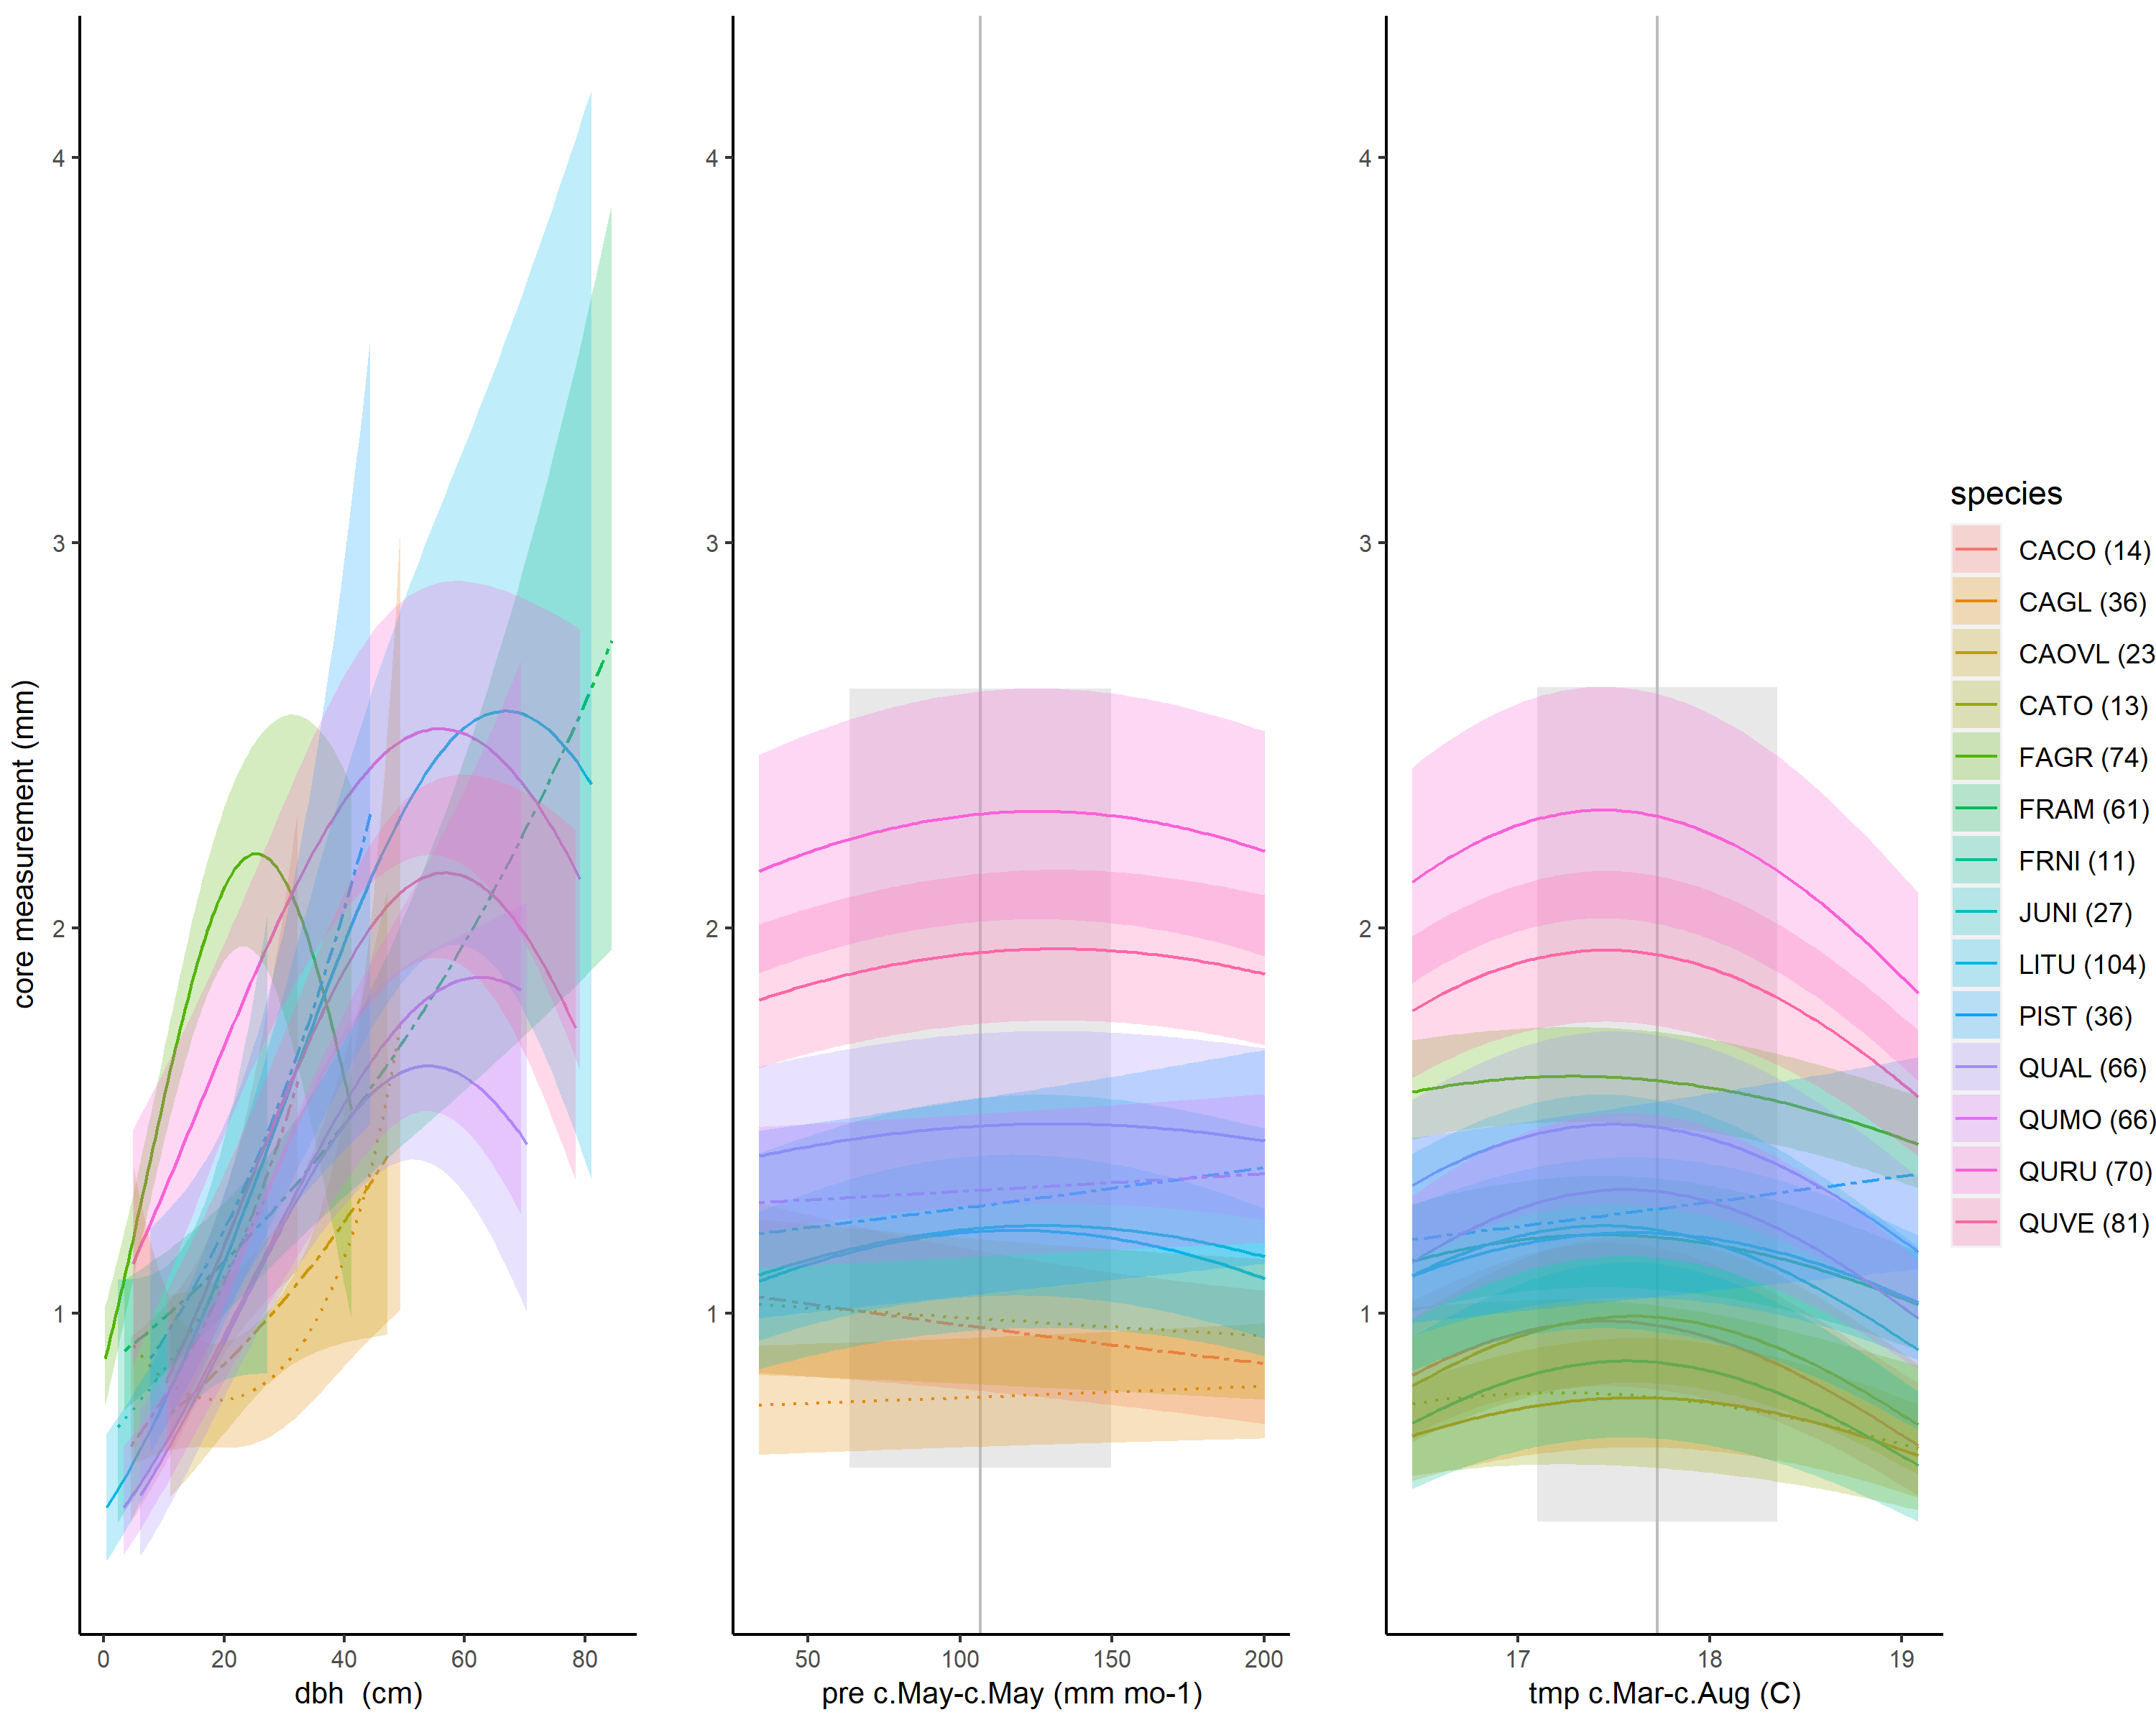 core measurement (mm)
4
3
2
1
0
20
40
60
80
dbh  (cm)
4
3
2
1
50
100
150
200
pre c.May-c.May (mm mo-1)
4
3
2
1
17
18
19
tmp c.Mar-c.Aug (C)
species
CACO (14)
CAGL (36)
CAOVL (23
CATO (13)
FAGR (74)
FRAM (61)
FRNI (11)
JUNI (27)
LITU (104)
PIST (36)
QUAL (66)
QUMO (66)
QURU (70)
QUVE (81)